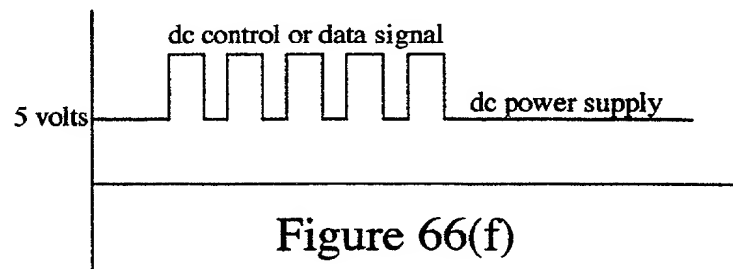 dc control or data signal
5 volts
dc power supply
Figure 66(f)